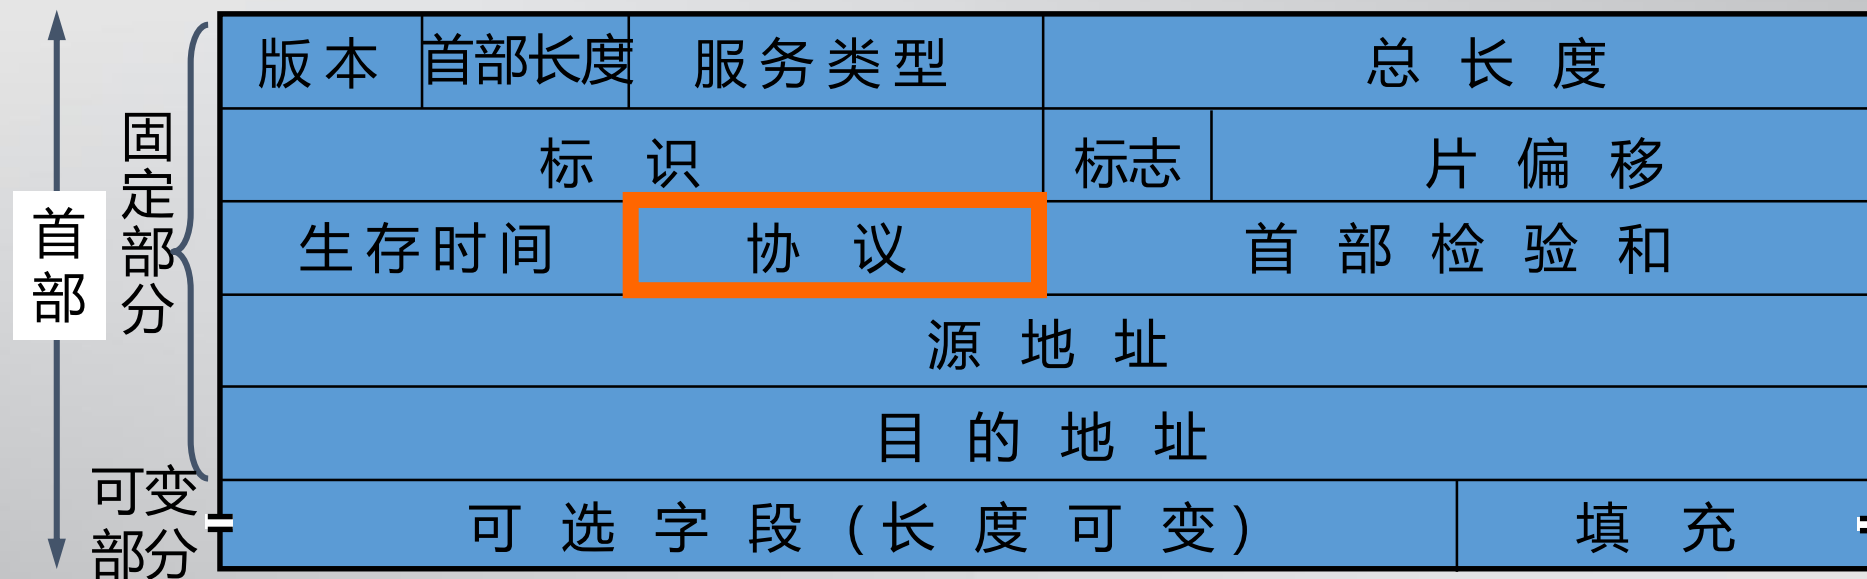 版本 首部长度 服务类型 总长度
标识 标志 片偏移
生存时间 协议 首部检验和
源地址
目的地址
可选字段(长度可变) 填充
首部
固定部分
可变
部分